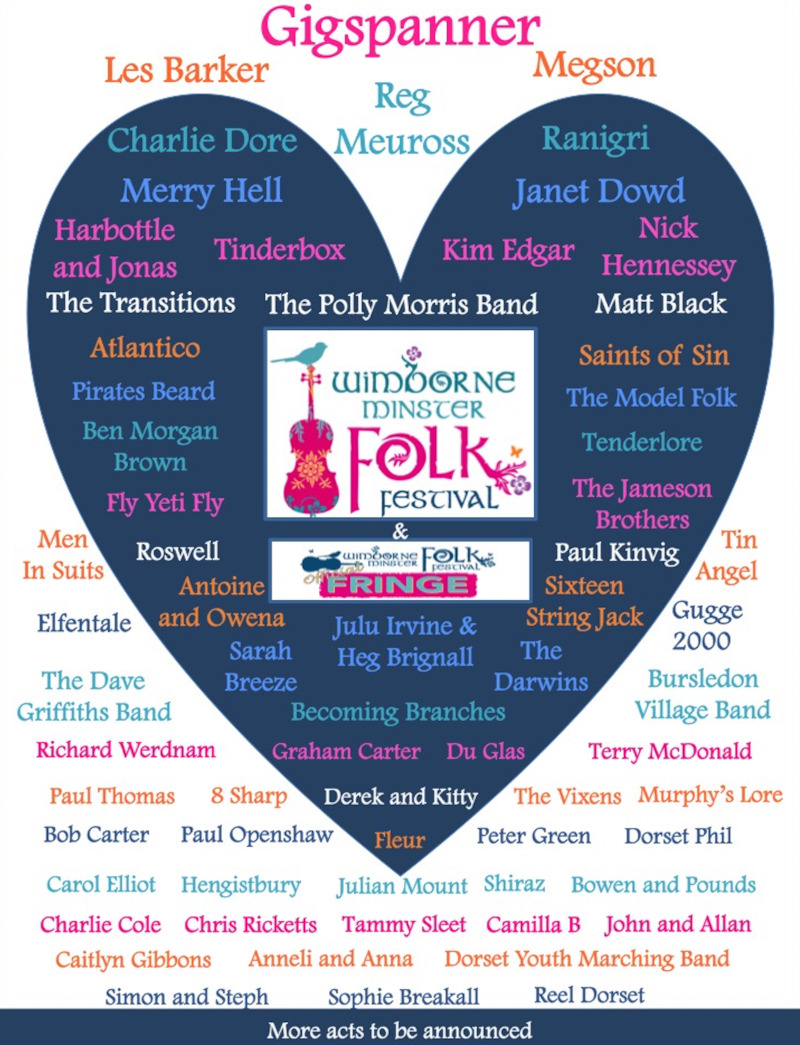 Gigspanner
Les Barker
Megson
Reg
Meuross
Charlie Dore
Ranigri
Merry Hell
Janet Dowd
Harbottle
and Jonas
Tinderbox
Kim Edgar
Nick
Hennessey
The Transitions
The Polly Morris Band
Matt Black
Atlantico
Saints of Sin
Pirates Beard
The Model Folk
Ben Morgan
Brown
Tenderlore
Fly Yeti Fly
The Jameson
Brothers
WIMBORNE
MINSTER
FOLK
FESTIVAL
&
WIMBORNE
MINSTER
FOLK
FESTIVAL
Official
FRINGE
Men
In Suits
Roswell
Paul Kinvig
Tin
Angel
Antoine
and Owena
Sixteen
String Jack
Elfentale
Julu Irvine &
Heg Brignall
Gugge
2000
Sarah
Breeze
The
Darwins
The Dave
Griffiths Band
Bursledon
Village Band
Becoming Branches
Richard Werdnam
Graham Carter
Du Glas
Terry McDonald
Paul Thomas
8 Sharp
Derek and Kitty
The Vixens
Murphy's Lore
Bob Carter
Paul Openshaw
Fleur
Peter Green
Dorset Phil
Carol Elliot
Hengistbury
Julian Mount
Shiraz
Bowen and Pounds
Charlie Cole
Chris Ricketts
Tammy Sleet
Camilla B
John and Allan
Caitlyn Gibbons
Anneli and Anna
Dorset Youth Marching Band
Simon and Steph
Sophie Breakall
Reel Dorset
More acts to be announced